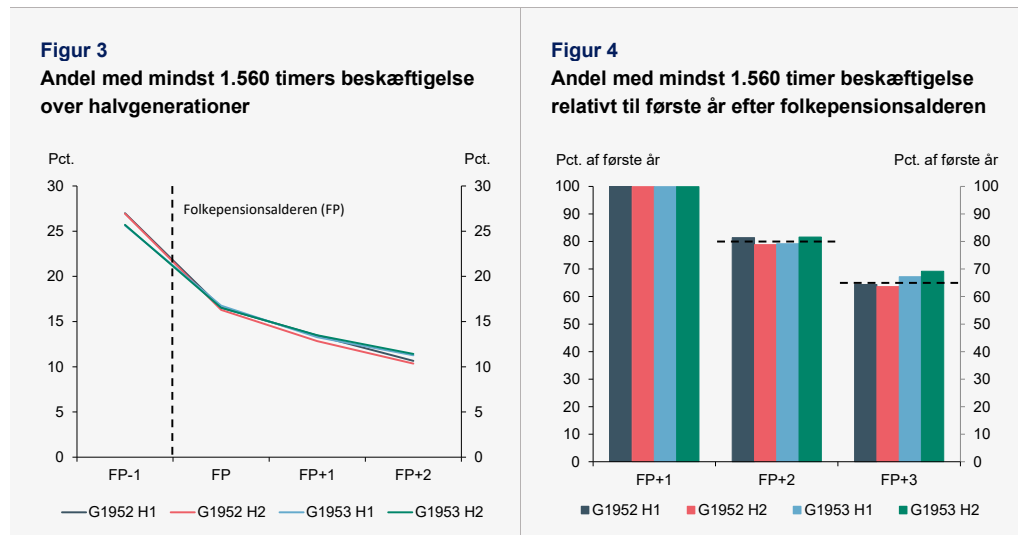 Figur 3
Andel med mindst 1.560 timers beskæftigelse
over halvgenerationer
Pct.
Pct.
30
25
20
15
10
5
0
30
25
20
15
10
5
0
Folkepensionsalderen (FP)
FP-1
FP
FP+1
FP+2
G1952 H1
G1952 H2
G1953 H1
G1953 H2
Figur 4
Andel med mindst 1.560 timer beskæftigelse
relativt til første år efter folkepensionsalderen
Pct. af første år
Pct. af første år
100
90
80
70
60
50
40
30
20
10
0
100
90
80
70
60
50
40
30
20
10
0
FP+1
FP+2
FP+3
G1952 H1
G1952 H2
G1953 H1
G1953 H2